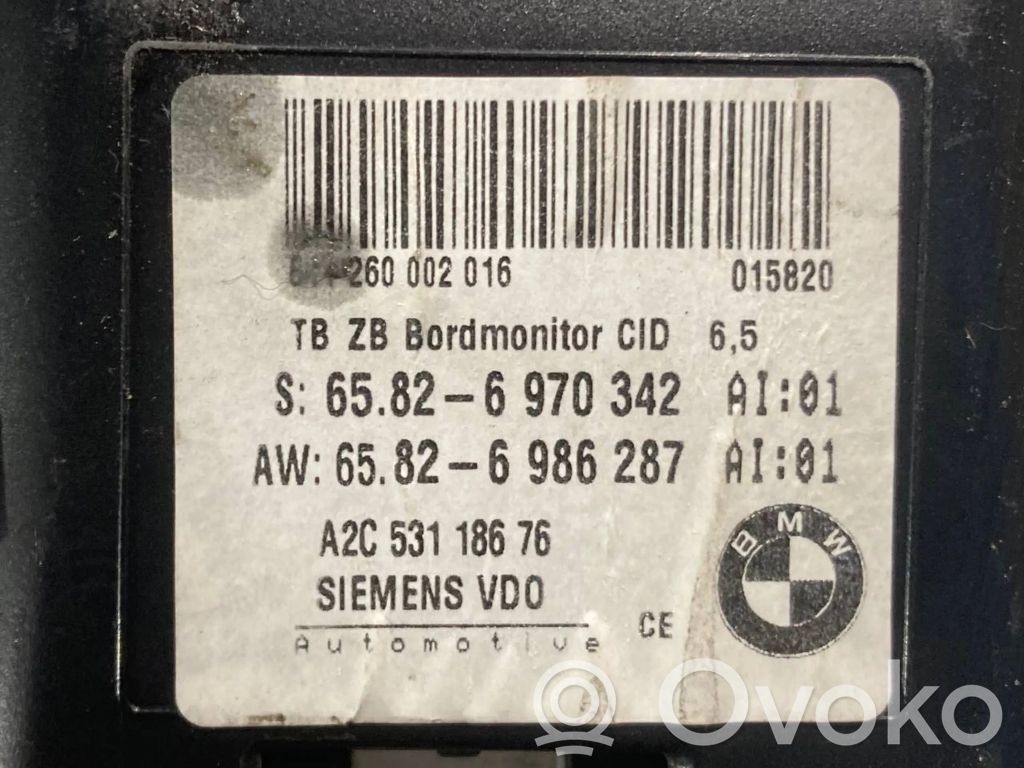 260 002 016 015820
TB ZB Bordmonitor CID 6,5
S: 65.82-6 970 342 AI:01
AW: 65.82-6 986 287 AI:01
A2C 531 186 76
SIEMENS VDO
Automotive
CE
BMW
Ovoko